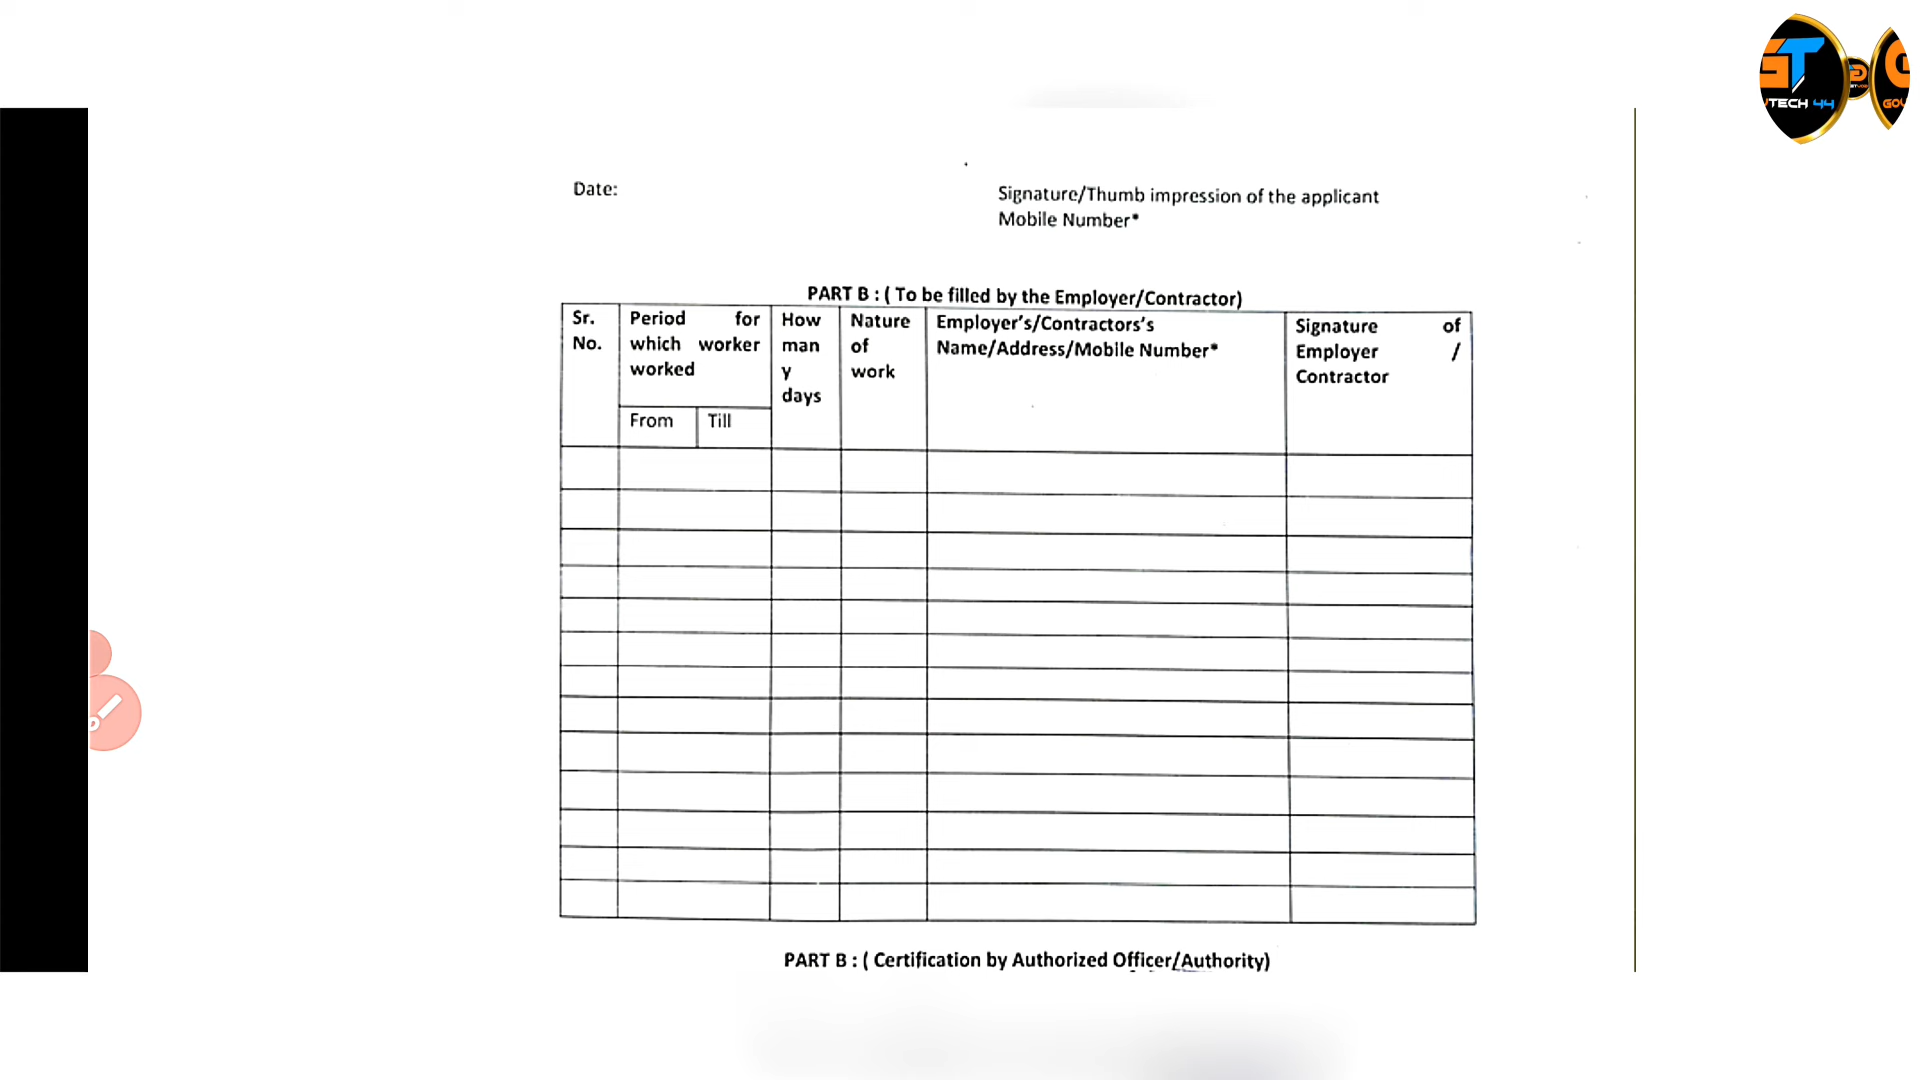 Date:
Signature/Thumb impression of the applicant
Mobile Number*
PART B : ( To be filled by the Employer/Contractor)
Sr.
No.
Period for
which worker
worked
From
Till
How
man
y
days
Nature
of
work
Employer's/Contractors's
Name/Address/Mobile Number*
Signature of
Employer /
Contractor
PART B : ( Certification by Authorized Officer/Authority)
TECH 44